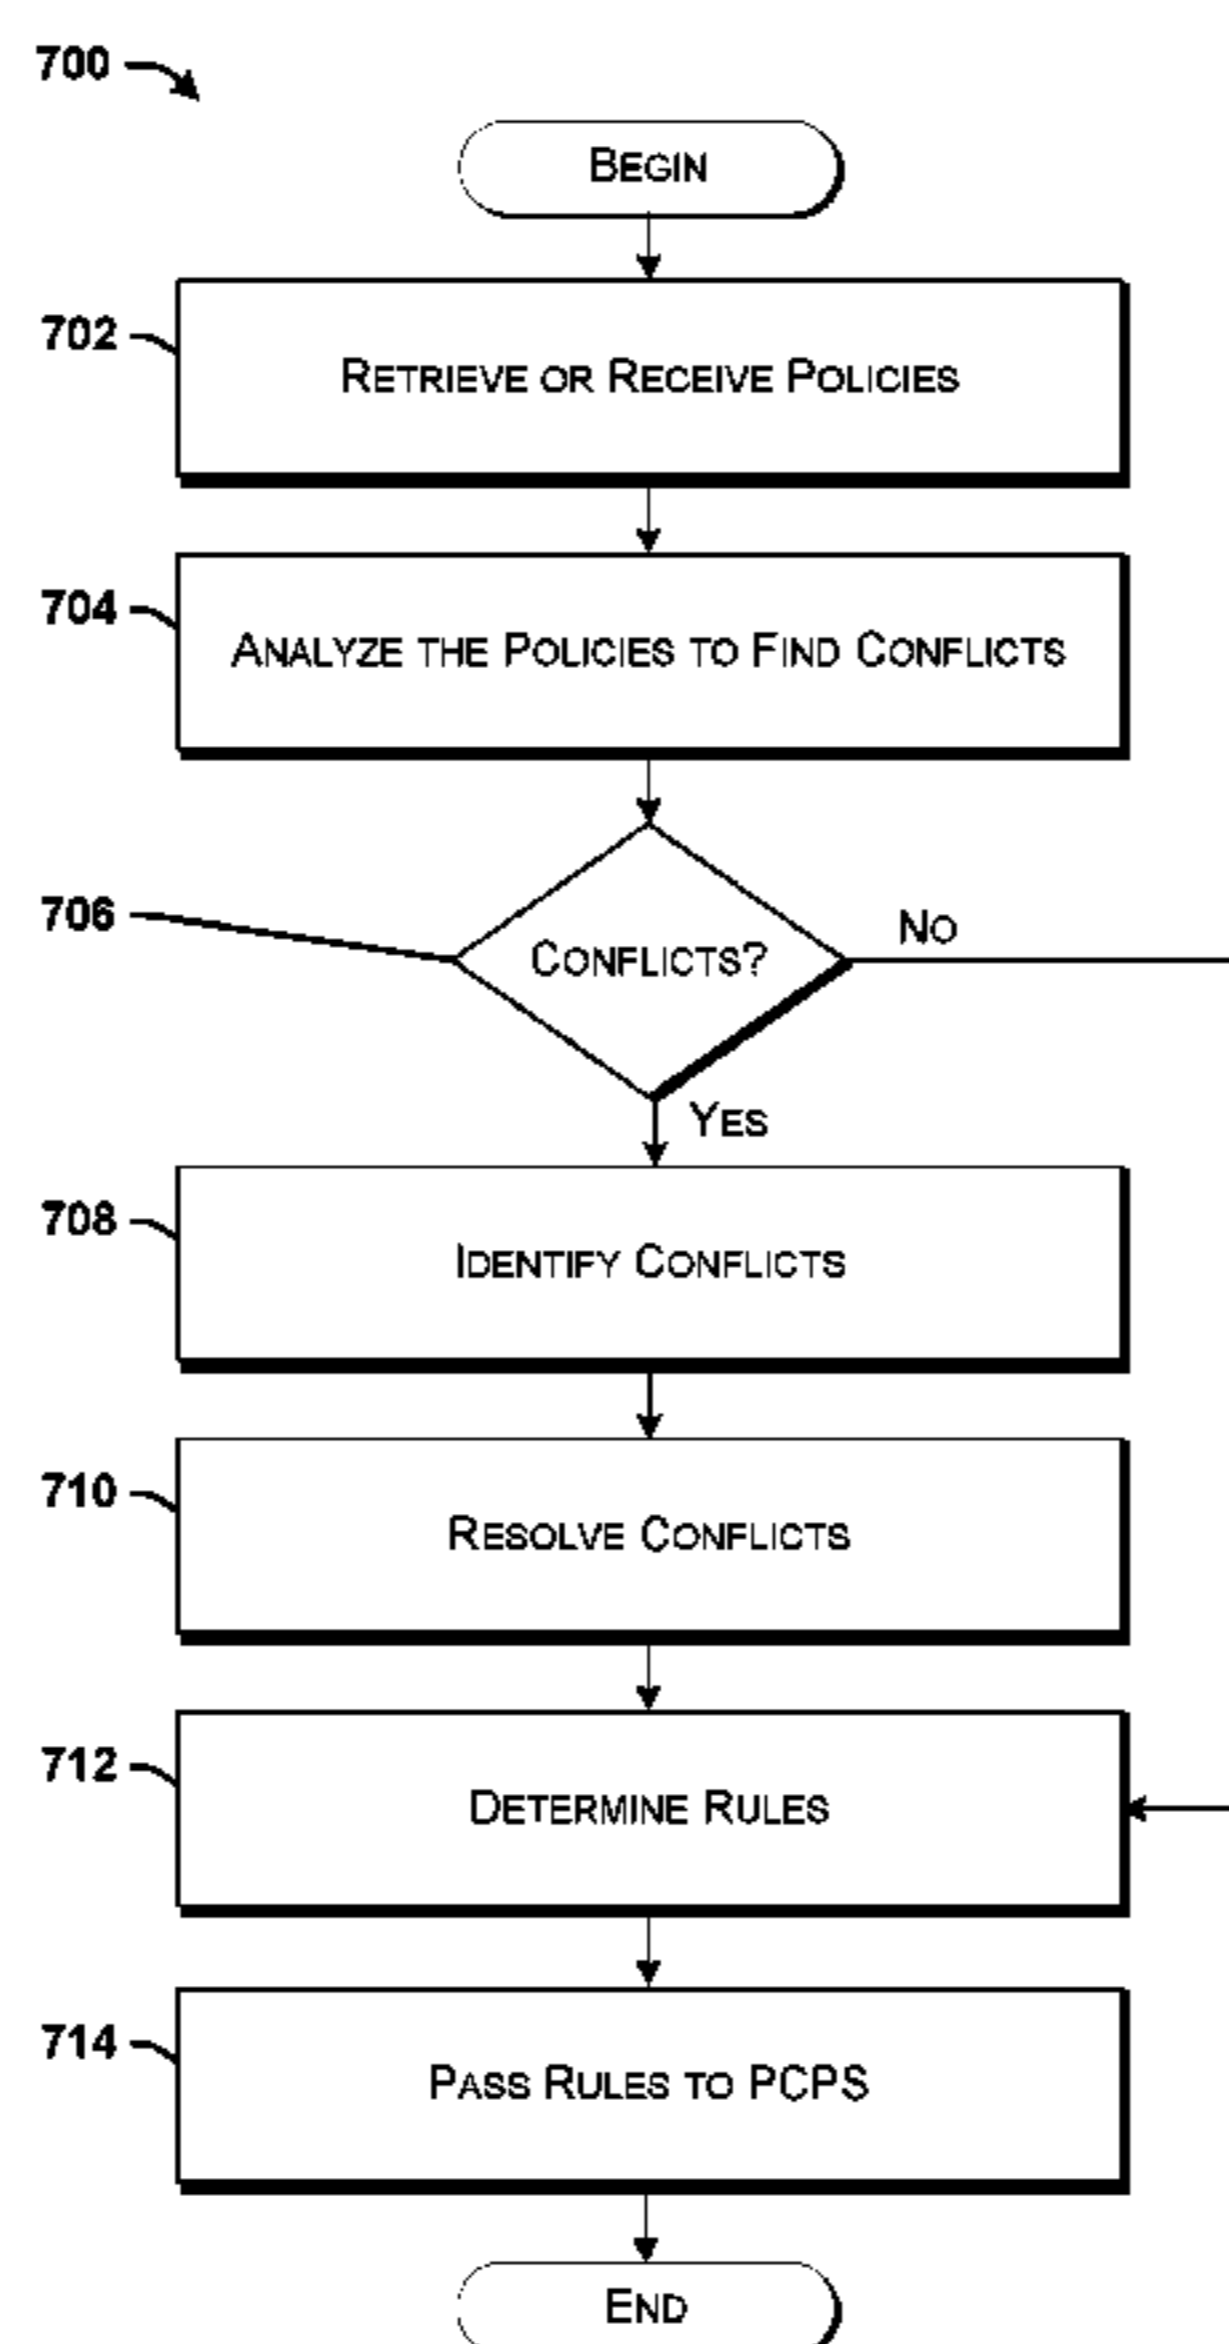 700
BEGIN
702
RETRIEVE OR RECEIVE POLICIES
704
ANALYZE THE POLICIES TO FIND CONFLICTS
706
CONFLICTS?
NO
YES
708
IDENTIFY CONFLICTS
710
RESOLVE CONFLICTS
712
DETERMINE RULES
714
PASS RULES TO PCPS
END